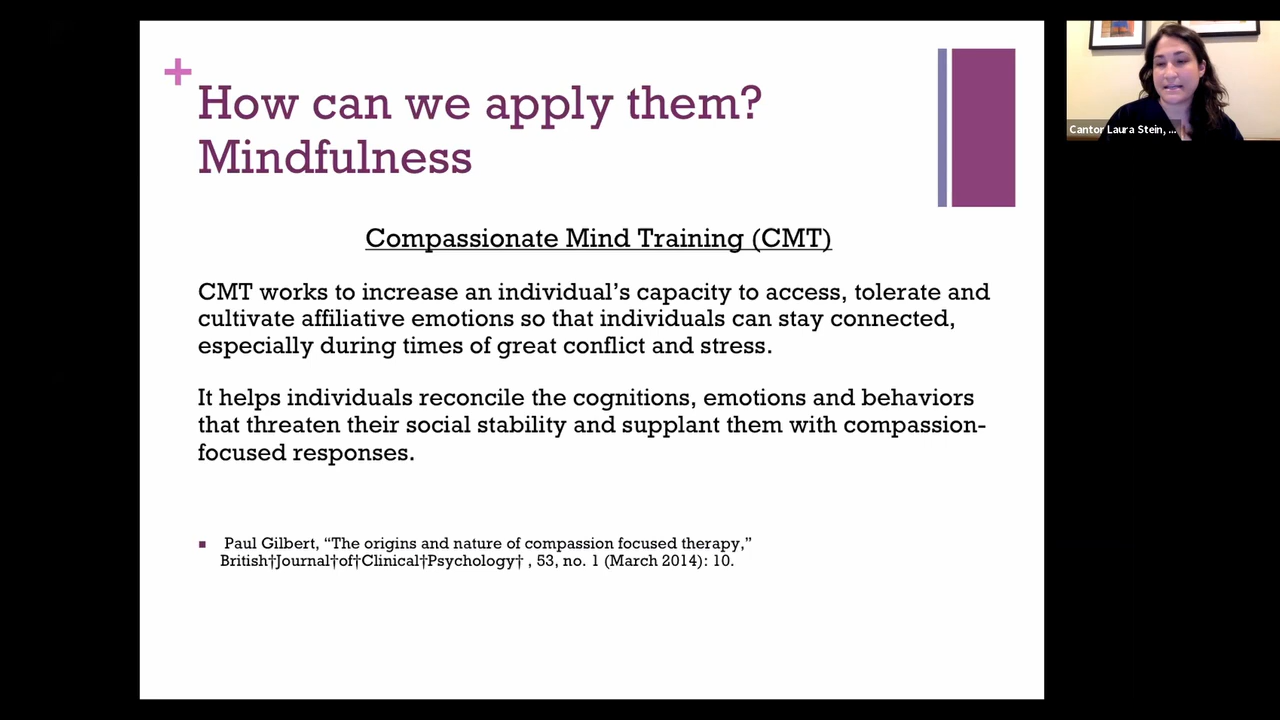 How can we apply them?
Mindfulness
Compassionate Mind Training (CMT)
CMT works to increase an individual’s capacity to access, tolerate and
cultivate affiliative emotions so that individuals can stay connected,
especially during times of great conflict and stress.
It helps individuals reconcile the cognitions, emotions and behaviors
that threaten their social stability and supplant them with compassion-
focused responses.
Paul Gilbert, “The origins and nature of compassion focused therapy,”
British†Journal†of†Clinical†Psychology† , 53, no. 1 (March 2014): 10.
Cantor Laura Stein, ...